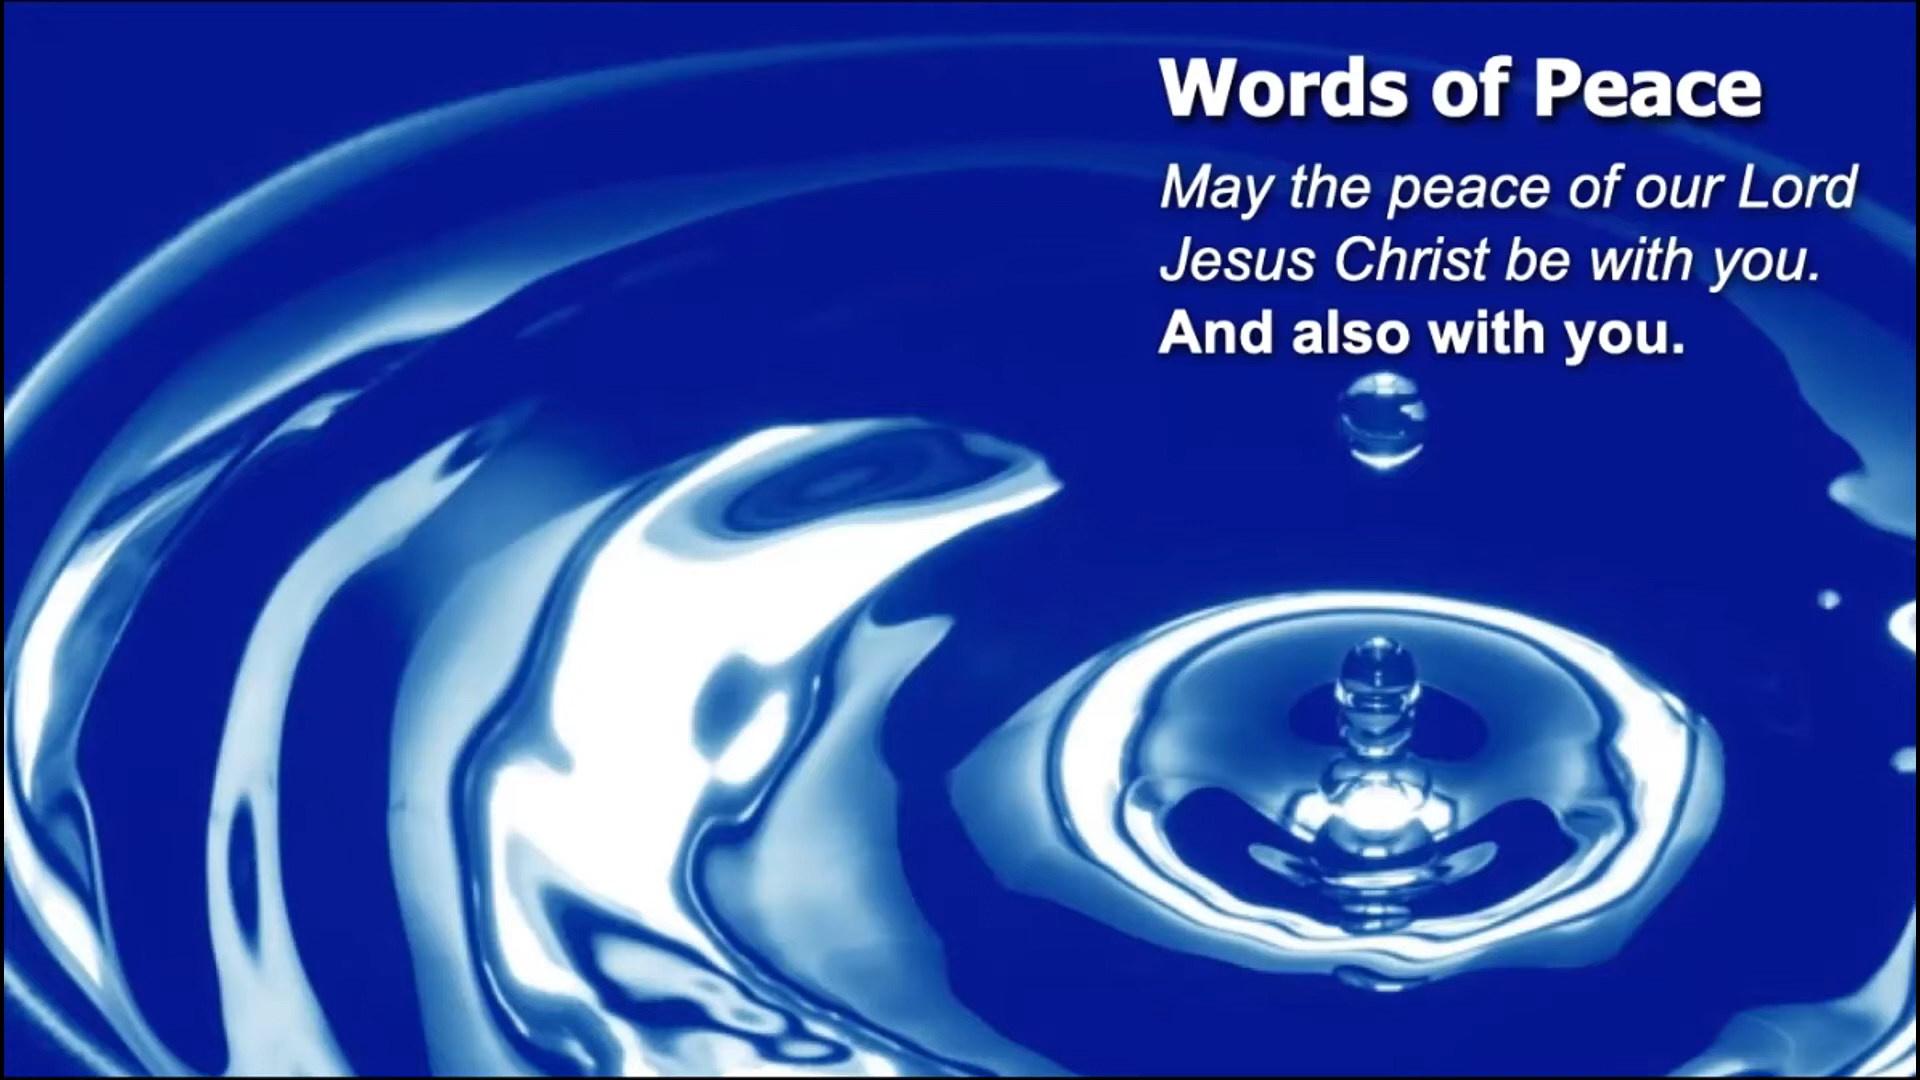 Words of Peace
May the peace of our Lord
Jesus Christ be with you.
And also with you.